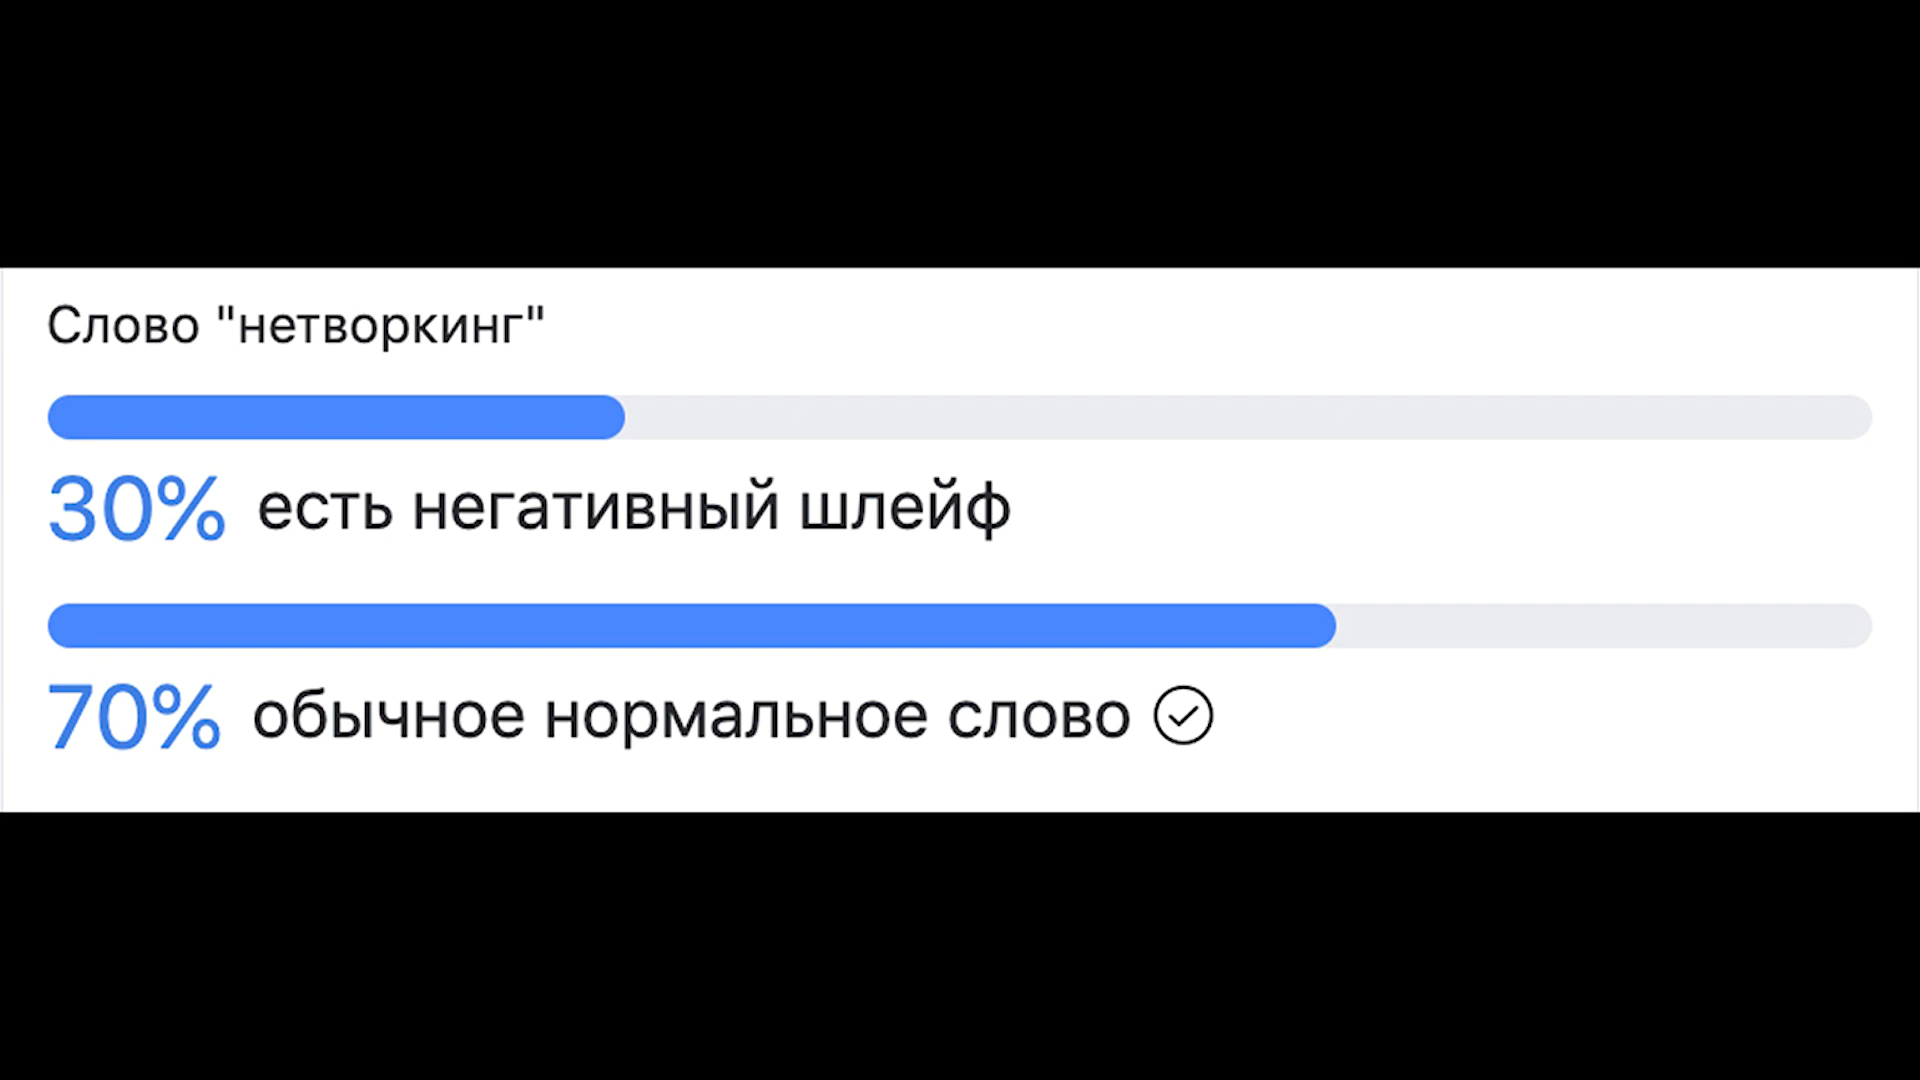 Слово "нетворкинг"
30% есть негативный шлейф
70% обычное нормальное слово